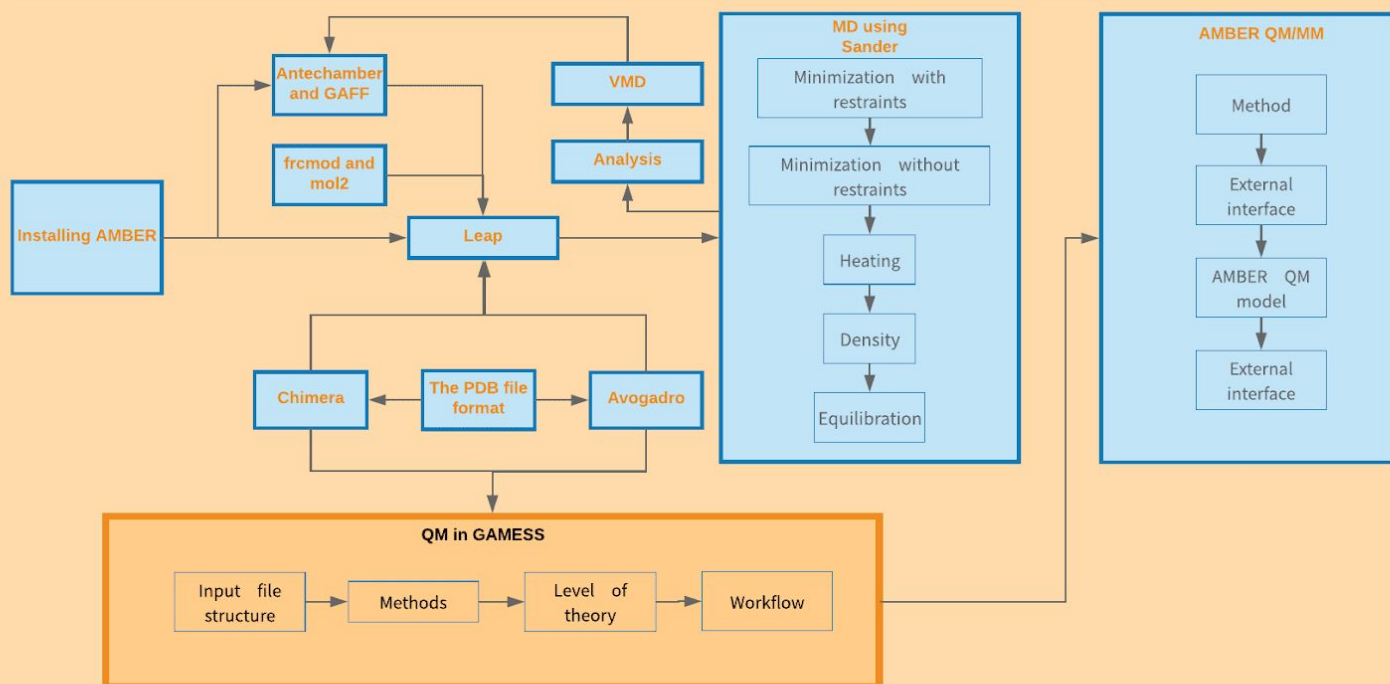 MD using
Sander
AMBER QM/MM
Antechamber
and GAFF
VMD
Minimization with
restraints
Method
frcmod and
mol2
Analysis
Minimization without
restraints
External
interface
Installing AMBER
Leap
Heating
AMBER QM
model
Density
External
interface
Chimera
The PDB file
format
Avogadro
Equilibration
QM in GAMESS
Input file
structure
Methods
Level of
theory
Workflow